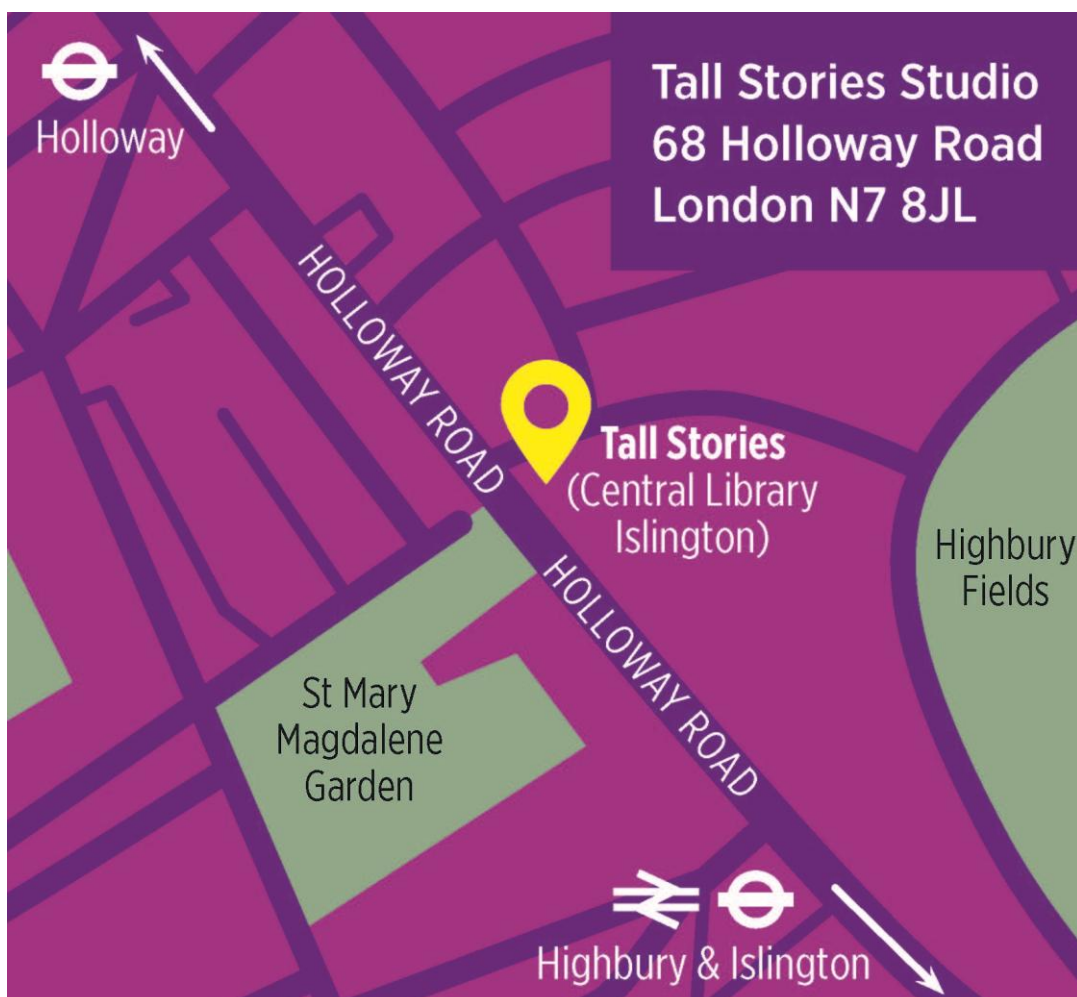 Holloway
Tall Stories Studio
68 Holloway Road
London N7 8JL
HOLLOWAY ROAD
Tall Stories
(Central Library
Islington)
HOLLOWAY ROAD
Highbury
Fields
St Mary
Magdalene
Garden
Highbury & Islington